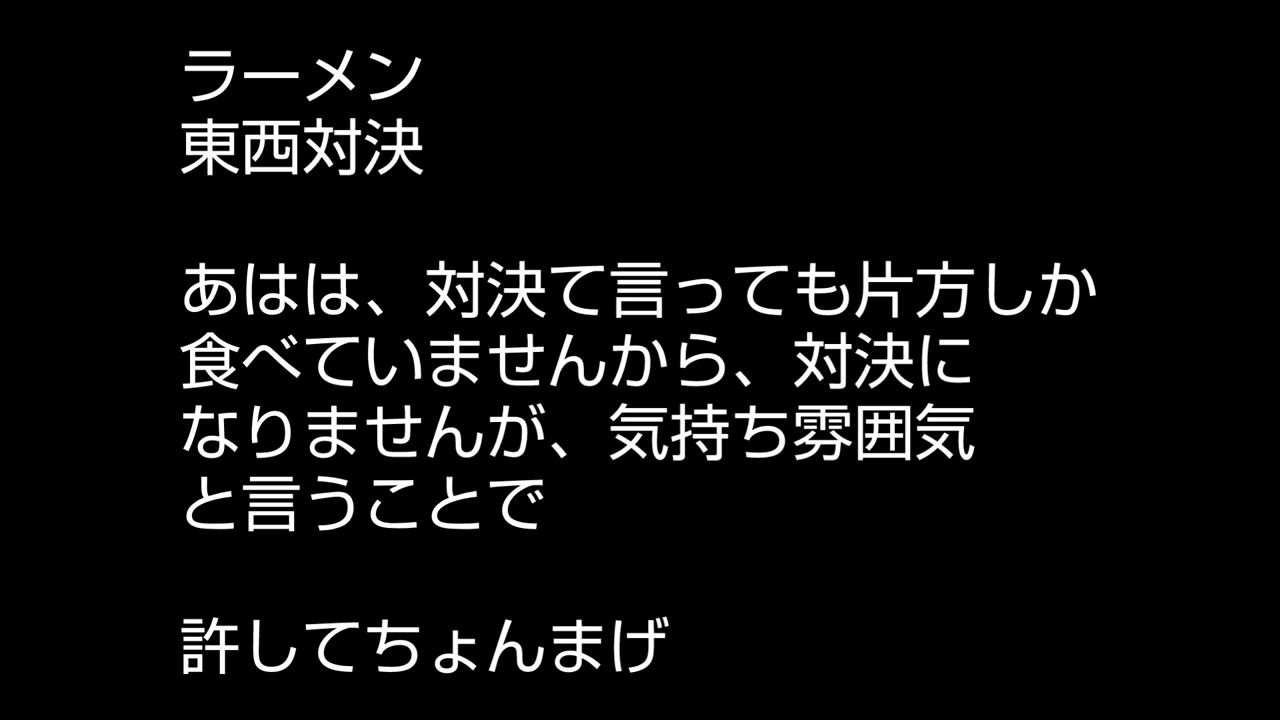 ラーメン
東西対決
あはは、対決て言っても片方しか
食べていませんから、対決に
なりませんが、気持ち雰囲気
と言うことで
許してちょんまげ